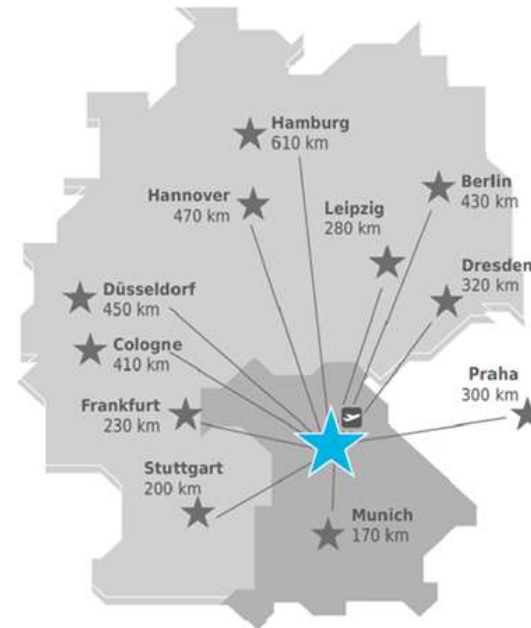 Hamburg
610 km
Hannover
470 km
Leipzig
280 km
Berlin
430 km
Dresden
320 km
Düsseldorf
450 km
Cologne
410 km
Praha
300 km
Frankfurt
230 km
Stuttgart
200 km
Munich
170 km